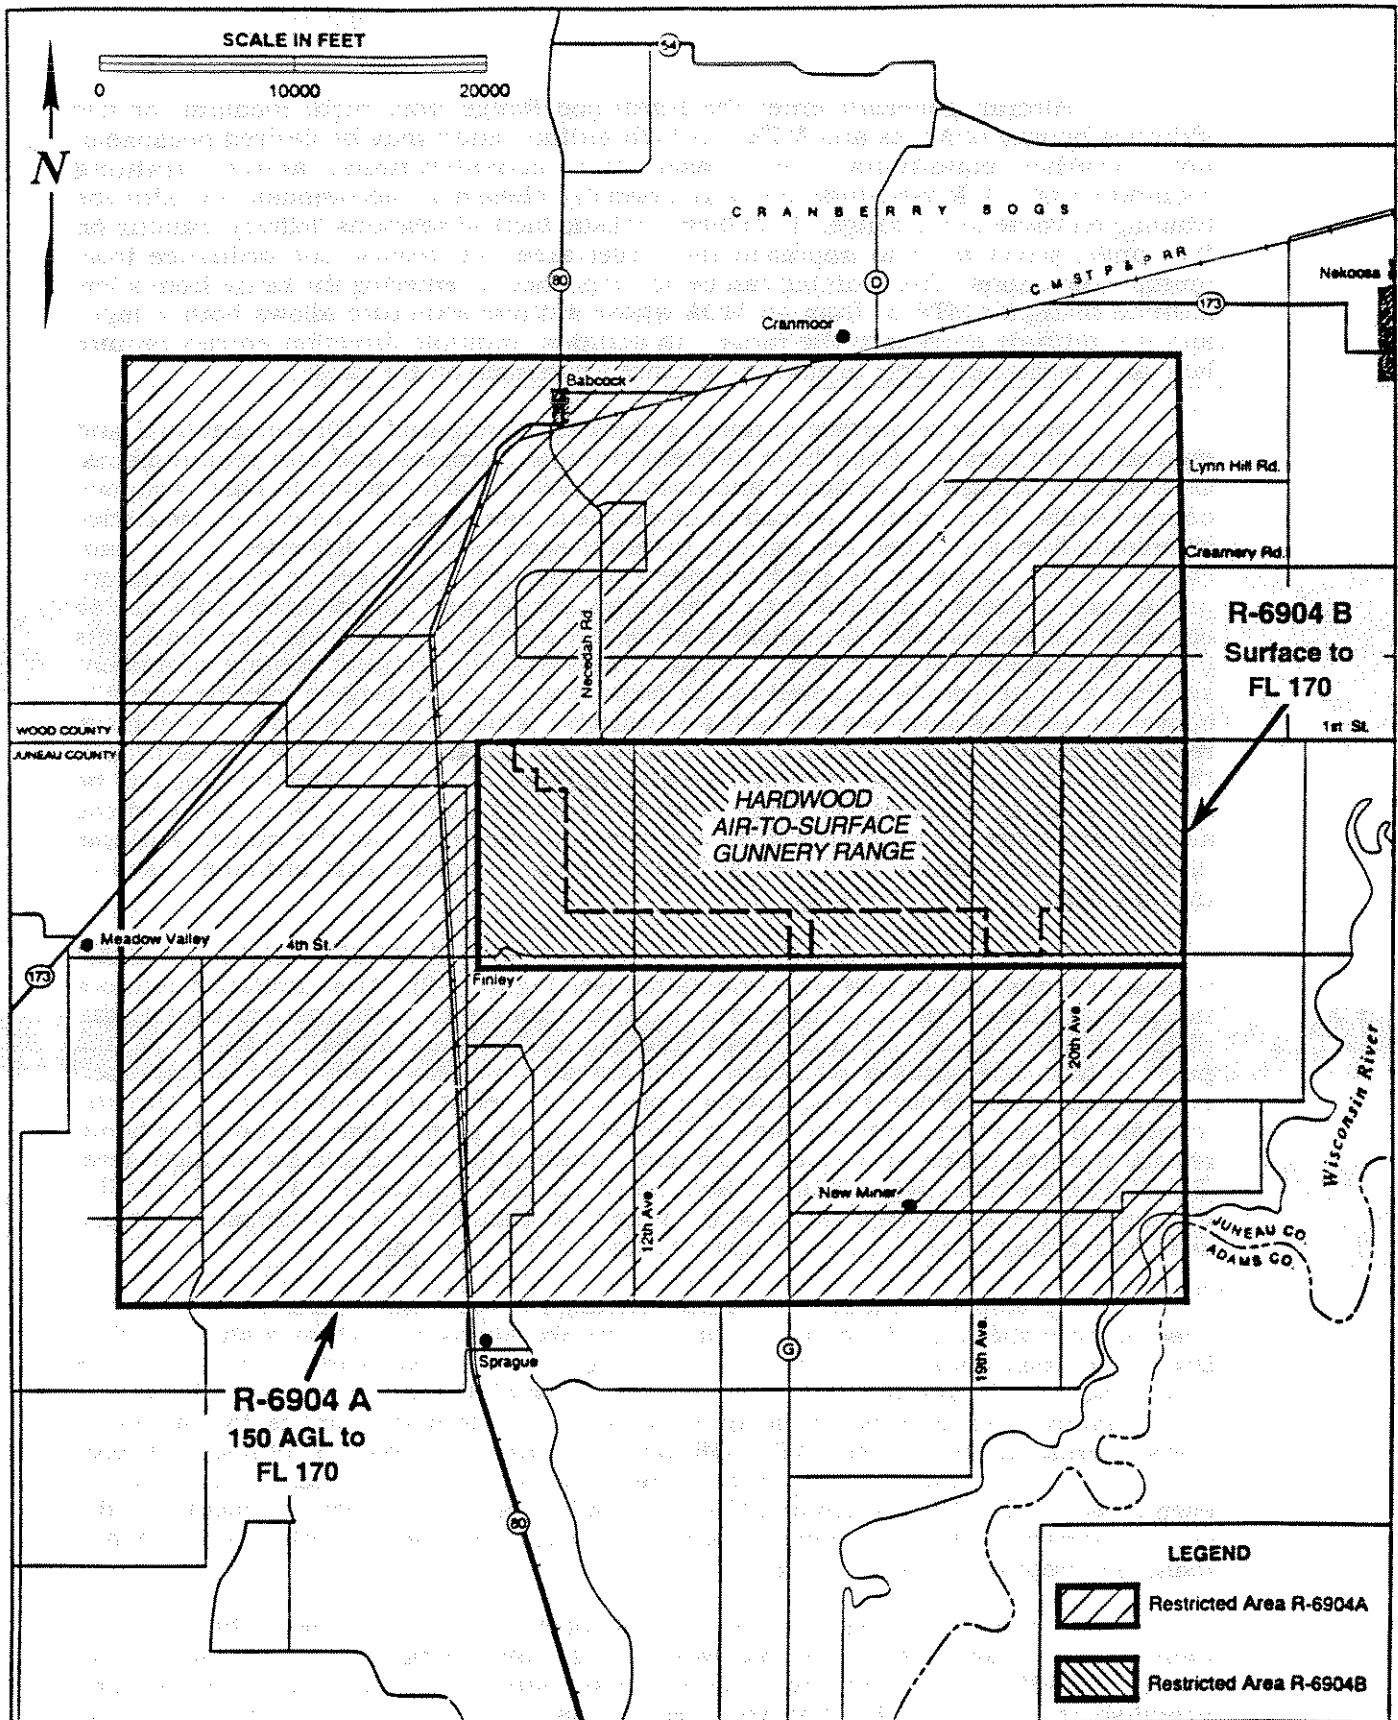 SCALE IN FEET
0 10000 20000
N
54
CRANBERRY BOGS
C M ST P & P RR
80
D
Nekoosa
173
Cranmoor
Babcock
Lynn Hill Rd.
Creamery Rd.
R-6904 B
Surface to
FL 170
Necedah Rd.
WOOD COUNTY
JUNEAU COUNTY
1st St.
HARDWOOD
AIR-TO-SURFACE
GUNNERY RANGE
Meadow Valley
4th St.
173
Finley
20th Ave.
Wisconsin River
12th Ave.
New Miner
JUNEAU CO.
ADAMS CO.
Sprague
G
19th Ave.
R-6904 A
150 AGL to
FL 170
80
LEGEND
Restricted Area R-6904A
Restricted Area R-6904B